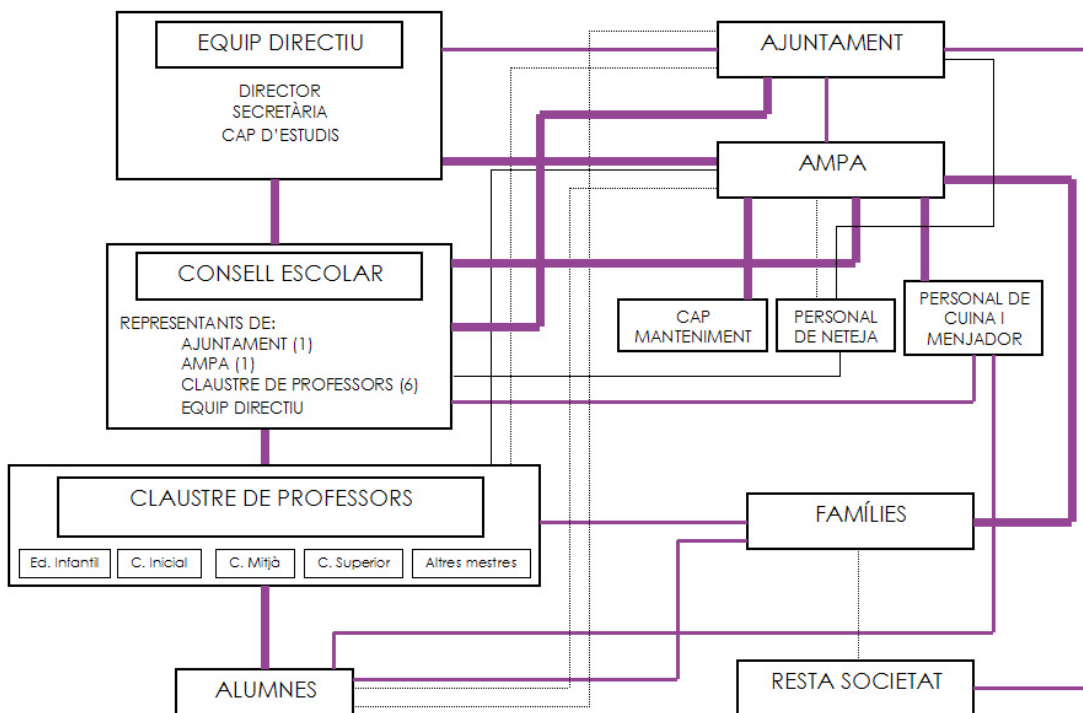 EQUIP DIRECTIU
DIRECTOR
SECRETÀRIA
CAP D'ESTUDIS
AJUNTAMENT
AMPA
CONSELL ESCOLAR
REPRESENTANTS DE:
AJUNTAMENT (1)
AMPA (1)
CLAUSTRE DE PROFESSORS (6)
EQUIP DIRECTIU
CAP
MANTENIMENT
PERSONAL
DE NETEJA
PERSONAL DE
CUINA I
MENJADOR
CLAUSTRE DE PROFESSORS
Ed. Infantil
C. Inicial
C. Mitjà
C. Superior
Altres mestres
FAMÍLIES
ALUMNES
RESTA SOCIETAT